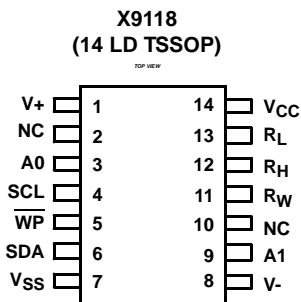 X9118
(14 LD TSSOP)
TOP VIEW
V+ 1 14 VCC
NC 2 13 RL
A0 3 12 RH
SCL 4 11 RW
WP 5 10 NC
SDA 6 9 A1
VSS 7 8 V-